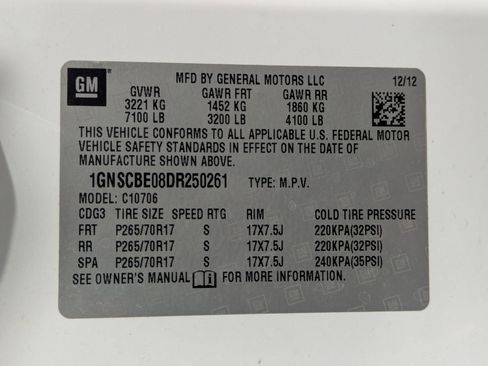 GM
MFD BY GENERAL MOTORS LLC 12/12
GVWR GAWR FRT GAWR RR
3221 KG 1452 KG 1860 KG
7100 LB 3200 LB 4100 LB
THIS VEHICLE CONFORMS TO ALL APPLICABLE U.S. FEDERAL MOTOR
VEHICLE SAFETY STANDARDS IN EFFECT ON THE DATE OF
MANUFACTURE SHOWN ABOVE.
1GNSCBE08DR250261 TYPE: M.P.V.
MODEL: C10706
CDG3 TIRE SIZE SPEED RTG RIM COLD TIRE PRESSURE
FRT P265/70R17 S 17X7.5J 220KPA(32PSI)
RR P265/70R17 S 17X7.5J 220KPA(32PSI)
SPA P265/70R17 S 17X7.5J 240KPA(35PSI)
SEE OWNER'S MANUAL FOR MORE INFORMATION.